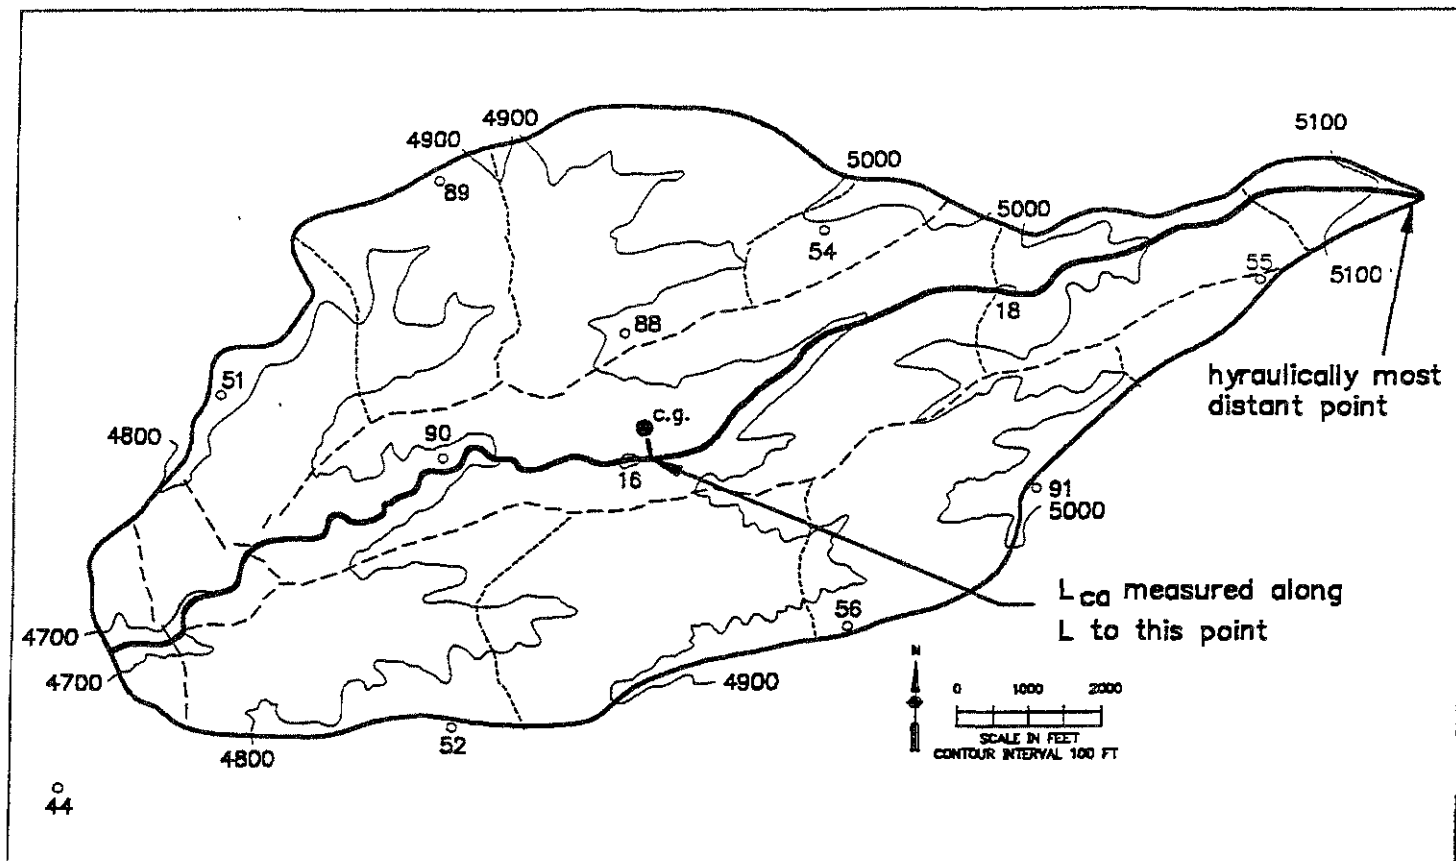 4900
4900
5100
5000
89
5000
54
55
5100
18
88
hyraulically most
distant point
51
c.g.
4800
90
16
91
5000
Lca measured along
L to this point
56
4700
4700
N
4900
0 1000 2000
SCALE IN FEET
CONTOUR INTERVAL 100 FT
4800
52
44